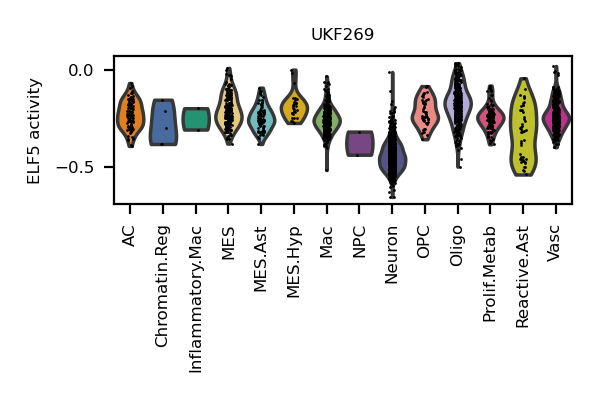 UKF269
ELF5 activity
0.0
−0.5
AC
Chromatin.Reg
Inflammatory.Mac
MES
MES.Ast
MES.Hyp
Mac
NPC
Neuron
OPC
Oligo
Prolif.Metab
Reactive.Ast
Vasc